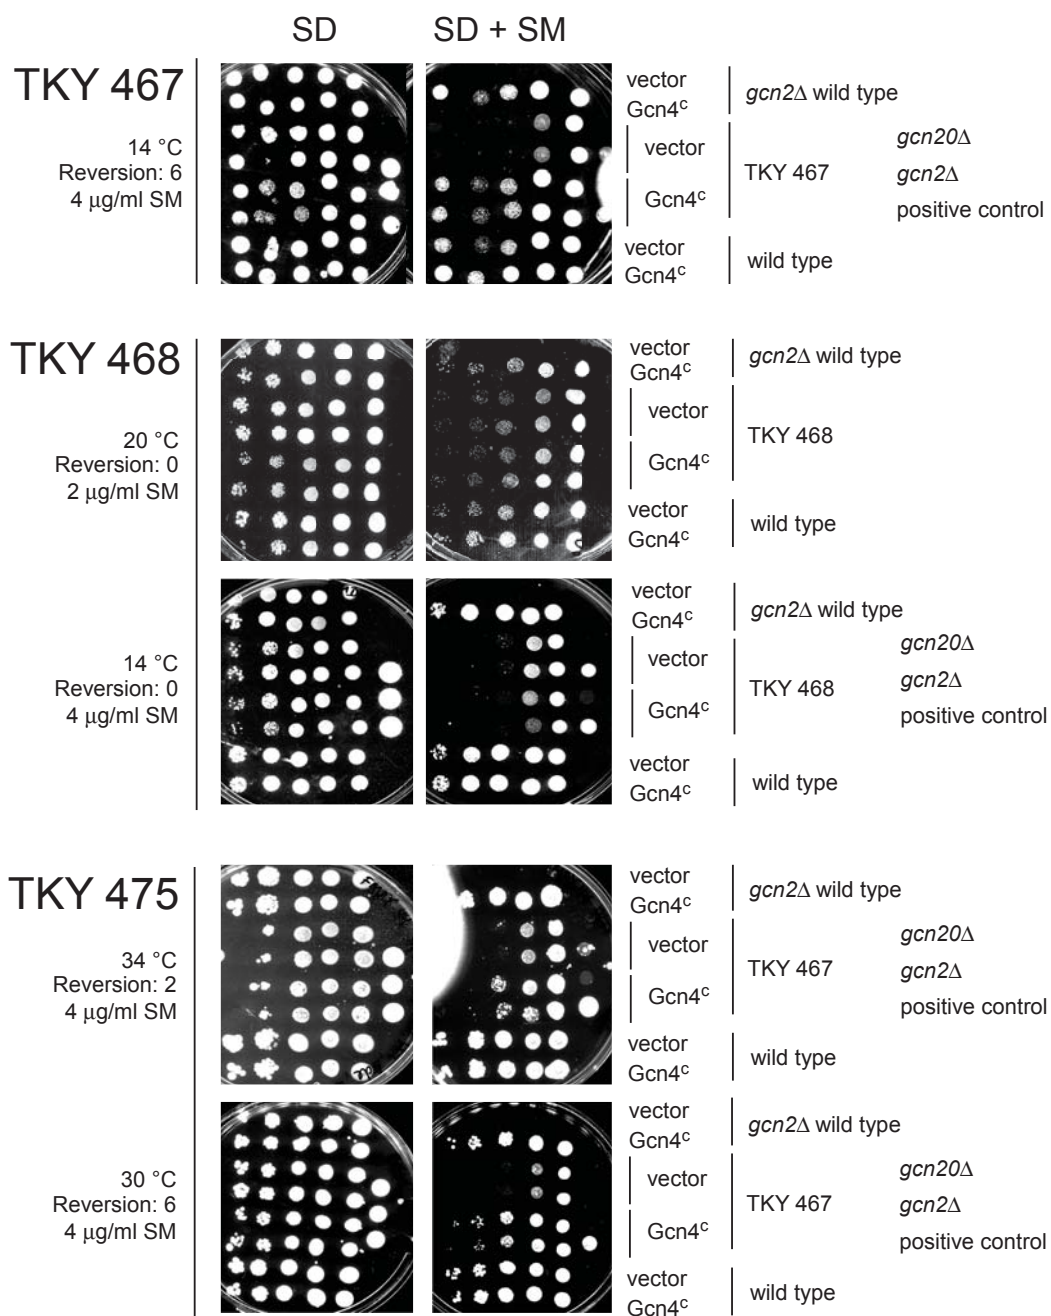 SD SD + SM
TKY 467
14 °C
Reversion: 6
4 μg/ml SM
vector
Gcn4ᶜ
gcn2Δ wild type
vector
Gcn4ᶜ
TKY 467
gcn20Δ
gcn2Δ
positive control
vector
Gcn4ᶜ
wild type
TKY 468
20 °C
Reversion: 0
2 μg/ml SM
vector
Gcn4ᶜ
gcn2Δ wild type
vector
Gcn4ᶜ
TKY 468
vector
Gcn4ᶜ
wild type
14 °C
Reversion: 0
4 μg/ml SM
vector
Gcn4ᶜ
gcn2Δ wild type
vector
Gcn4ᶜ
TKY 468
gcn20Δ
gcn2Δ
positive control
vector
Gcn4ᶜ
wild type
TKY 475
34 °C
Reversion: 2
4 μg/ml SM
vector
Gcn4ᶜ
gcn2Δ wild type
vector
Gcn4ᶜ
TKY 467
gcn20Δ
gcn2Δ
positive control
vector
Gcn4ᶜ
wild type
30 °C
Reversion: 6
4 μg/ml SM
vector
Gcn4ᶜ
gcn2Δ wild type
vector
Gcn4ᶜ
TKY 467
gcn20Δ
gcn2Δ
positive control
vector
Gcn4ᶜ
wild type